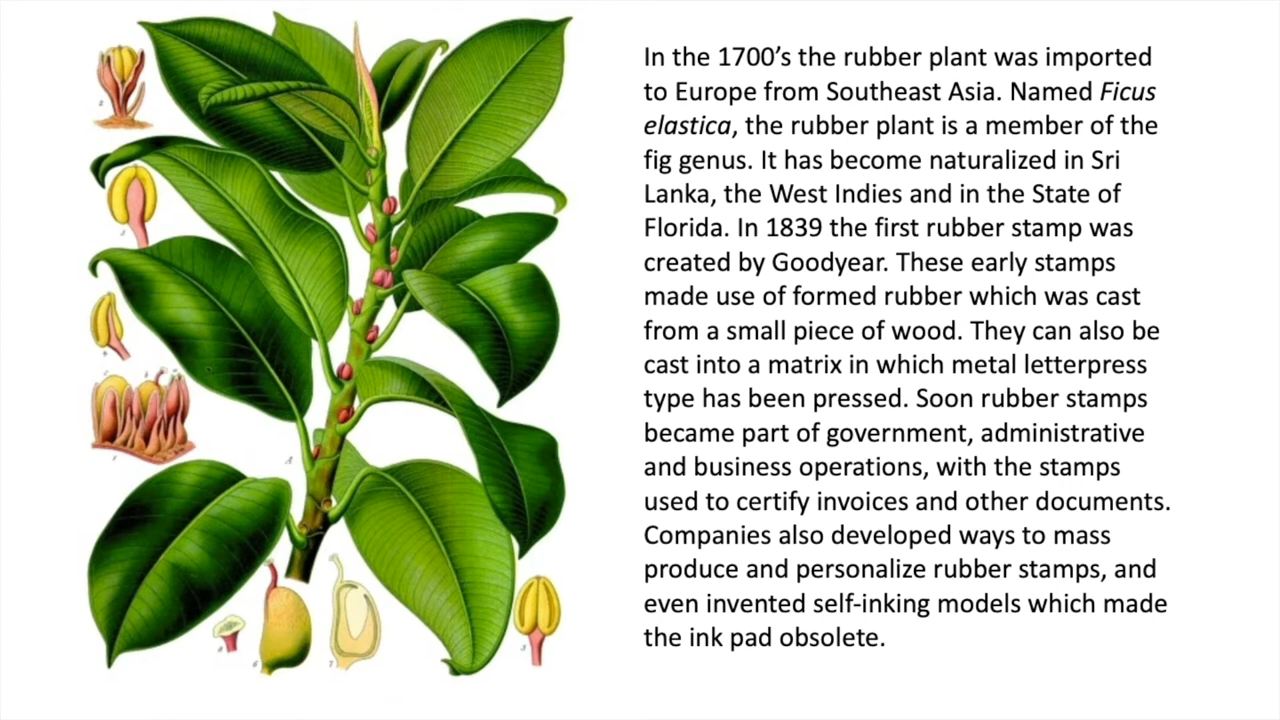 In the 1700’s the rubber plant was imported
to Europe from Southeast Asia. Named Ficus
elastica, the rubber plant is a member of the
fig genus. It has become naturalized in Sri
Lanka, the West Indies and in the State of
Florida. In 1839 the first rubber stamp was
created by Goodyear. These early stamps
made use of formed rubber which was cast
from a small piece of wood. They can also be
cast into a matrix in which metal letterpress
type has been pressed. Soon rubber stamps
became part of government, administrative
and business operations, with the stamps
used to certify invoices and other documents.
Companies also developed ways to mass
produce and personalize rubber stamps, and
even invented self-inking models which made
the ink pad obsolete.